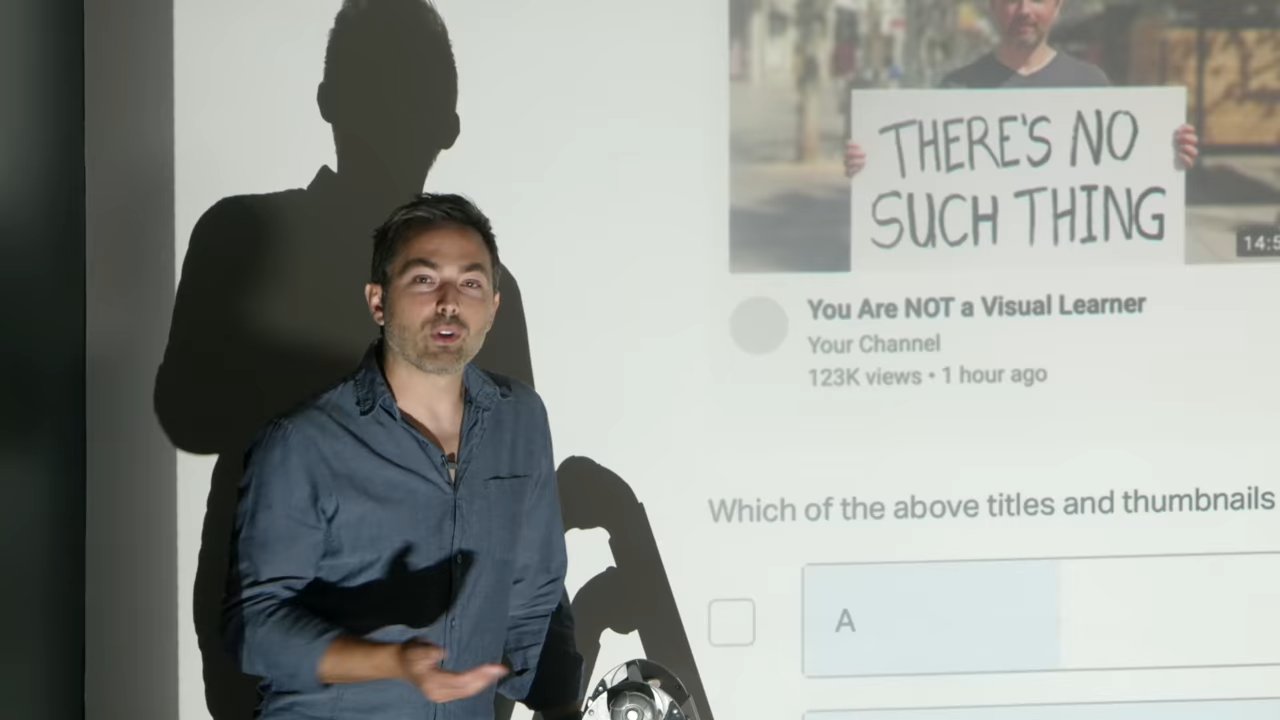 THERE'S NO
SUCH THING
14:5
You Are NOT a Visual Learner
Your Channel
123K views • 1 hour ago
Which of the above titles and thumbnails
A